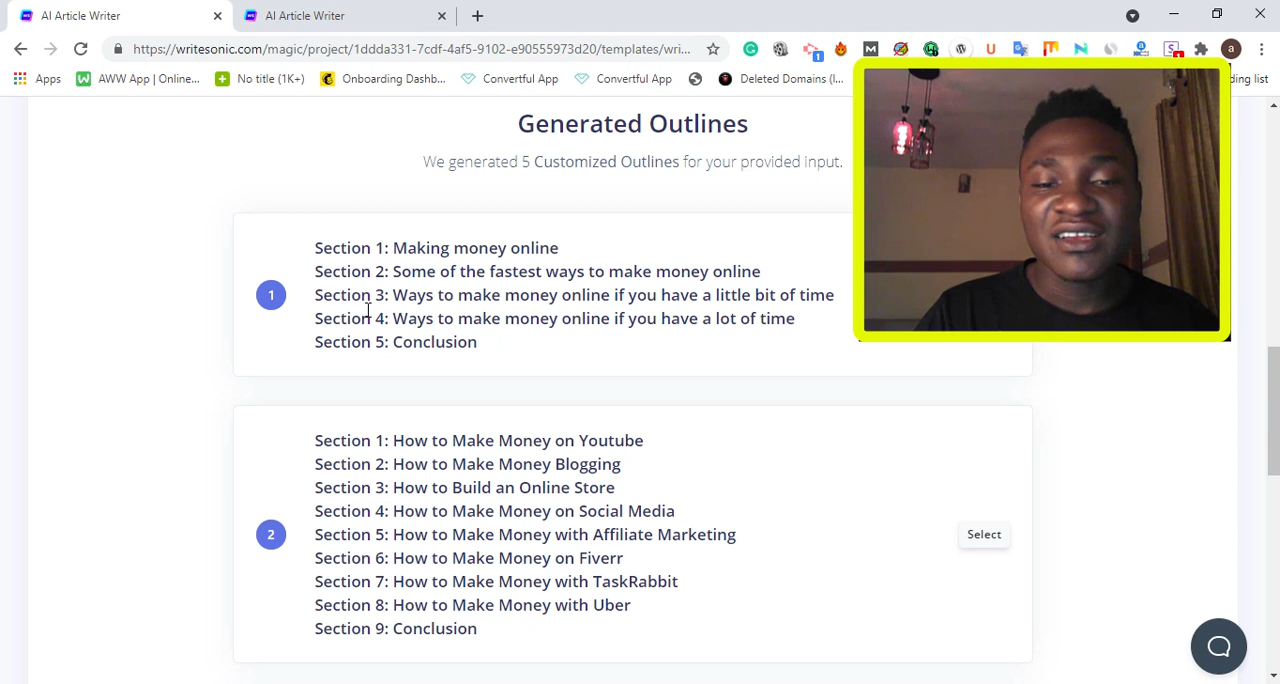 AI Article Writer
AI Article Writer
https://writesonic.com/magic/project/1ddda331-7cdf-4af5-9102-e90555973d20/templates/wri...
1
1
a
Apps
AWW App | Online...
No title (1K+)
Onboarding Dashb...
Convertful App
Convertful App
Deleted Domains (l...
ding list
Generated Outlines
We generated 5 Customized Outlines for your provided input.
1
Section 1: Making money online
Section 2: Some of the fastest ways to make money online
Section 3: Ways to make money online if you have a little bit of time
Section 4: Ways to make money online if you have a lot of time
Section 5: Conclusion
2
Section 1: How to Make Money on Youtube
Section 2: How to Make Money Blogging
Section 3: How to Build an Online Store
Section 4: How to Make Money on Social Media
Section 5: How to Make Money with Affiliate Marketing
Section 6: How to Make Money on Fiverr
Section 7: How to Make Money with TaskRabbit
Section 8: How to Make Money with Uber
Section 9: Conclusion
Select